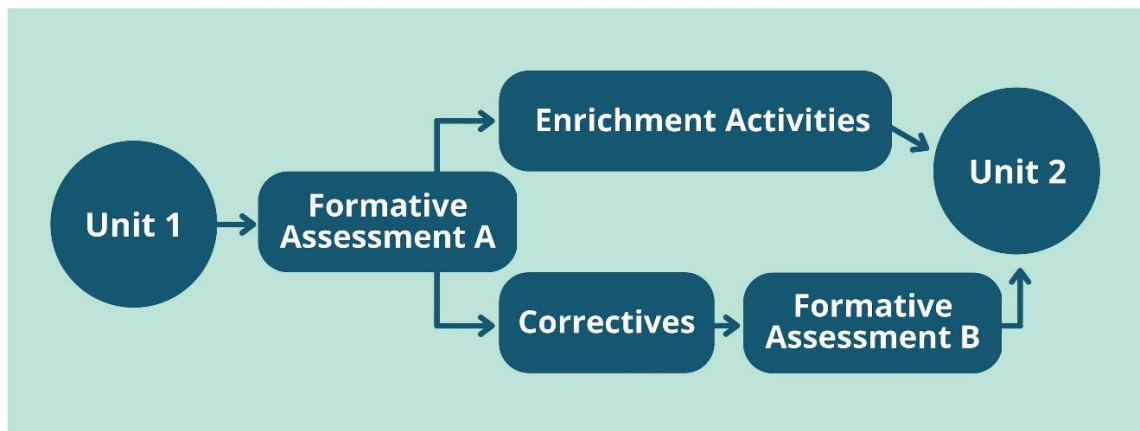 Unit 1
Formative
Assessment A
Enrichment Activities
Correctives
Formative
Assessment B
Unit 2